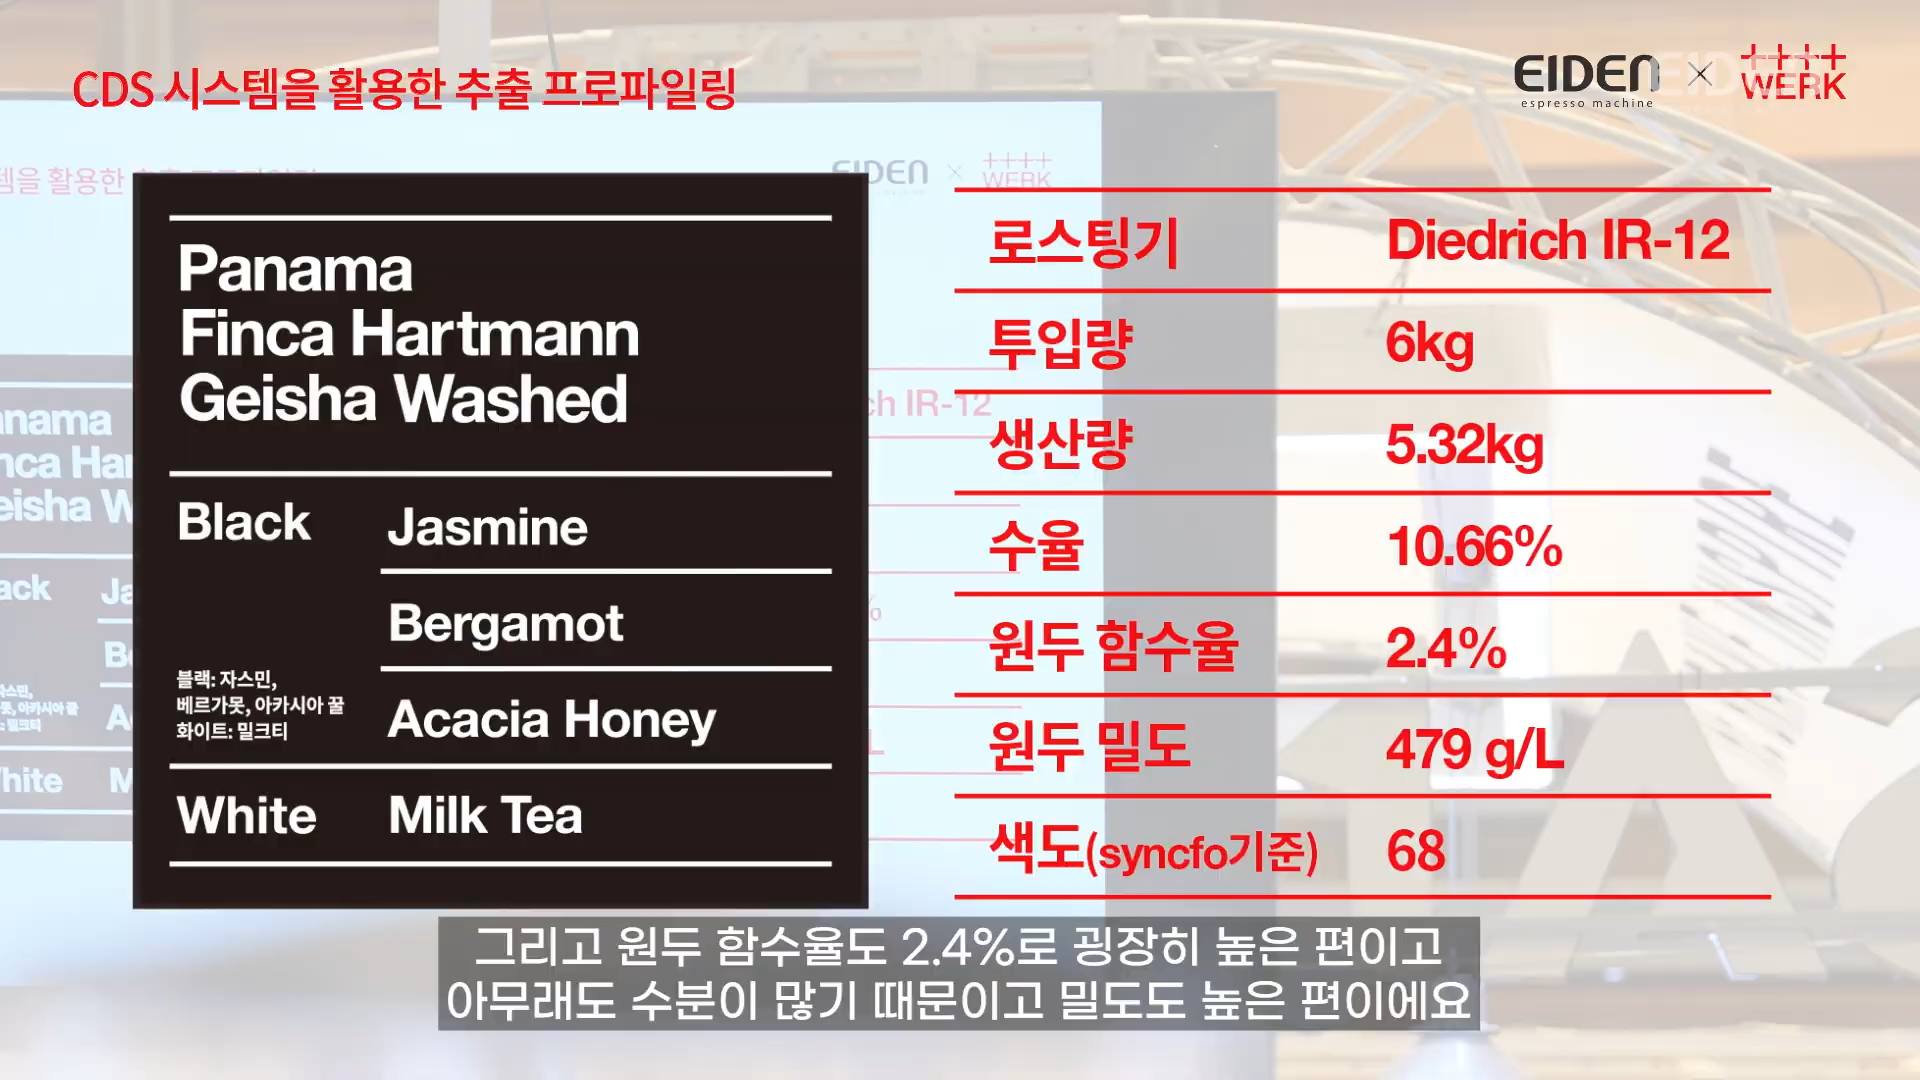 CDS 시스템을 활용한 추출 프로파일링
EIDEN × WERK
espresso machine
Panama
Finca Hartmann
Geisha Washed
Black
Jasmine
Bergamot
블랙: 자스민,
베르가못, 아카시아 꿀
화이트: 밀크티
Acacia Honey
White
Milk Tea
로스팅기 Diedrich IR-12
투입량 6kg
생산량 5.32kg
수율 10.66%
원두 함수율 2.4%
원두 밀도 479 g/L
색도(syncfo기준) 68
그리고 원두 함수율도 2.4%로 굉장히 높은 편이고
아무래도 수분이 많기 때문이고 밀도도 높은 편이에요